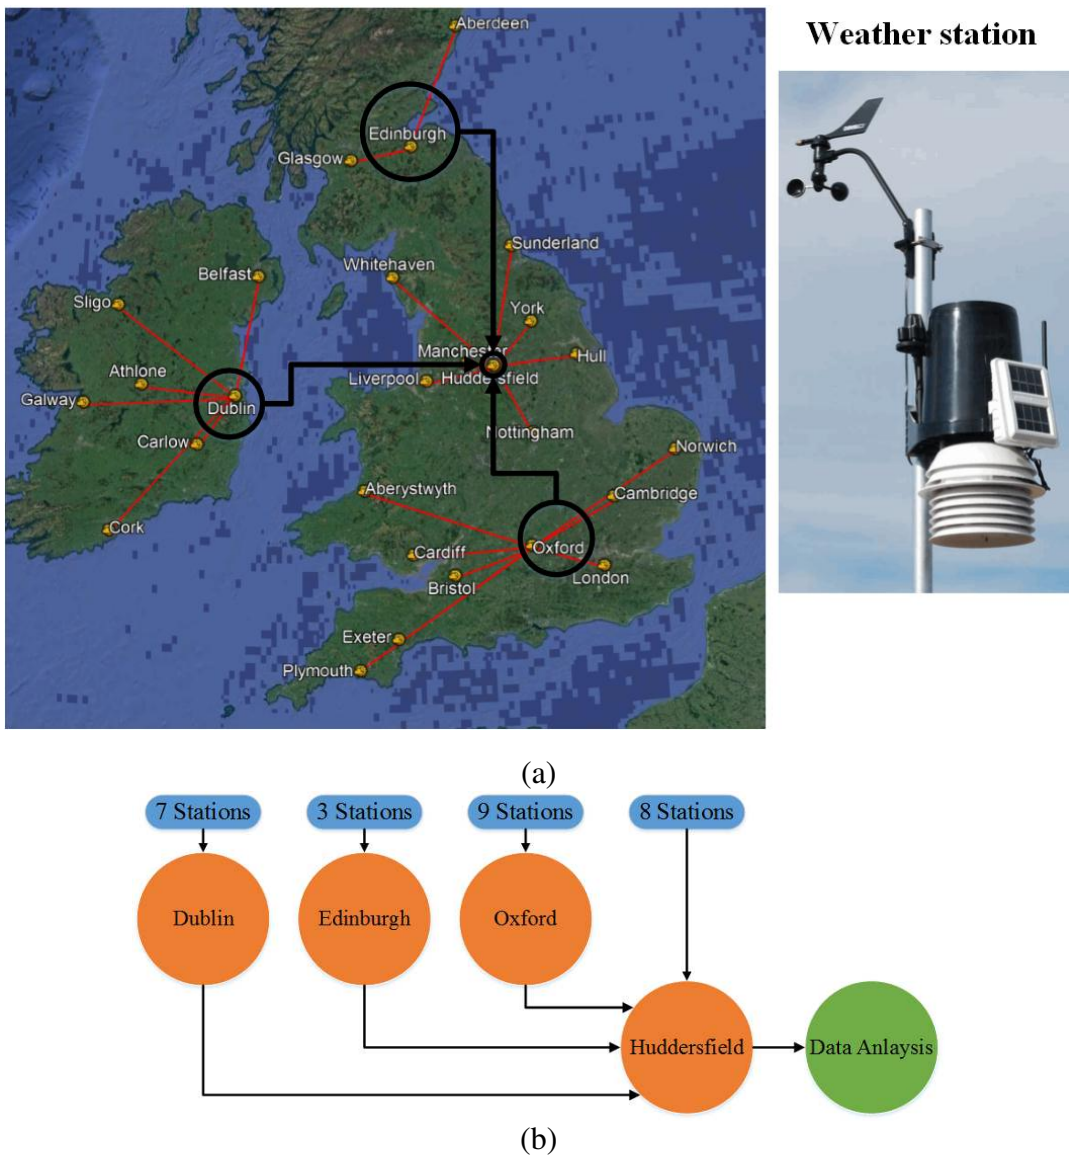 Aberdeen
Weather station
Edinburgh
Glasgow
Sunderland
Whitehaven
Belfast
Sligo
York
Manchester
Hull
Athlone
Liverpool
Huddersfield
Galway
Dublin
Carlow
Nottingham
Norwich
Aberystwyth
Cambridge
Cork
Cardiff
Oxford
London
Bristol
Exeter
Plymouth
(a)
7 Stations
3 Stations
9 Stations
8 Stations
Dublin
Edinburgh
Oxford
Huddersfield
Data Anlaysis
(b)